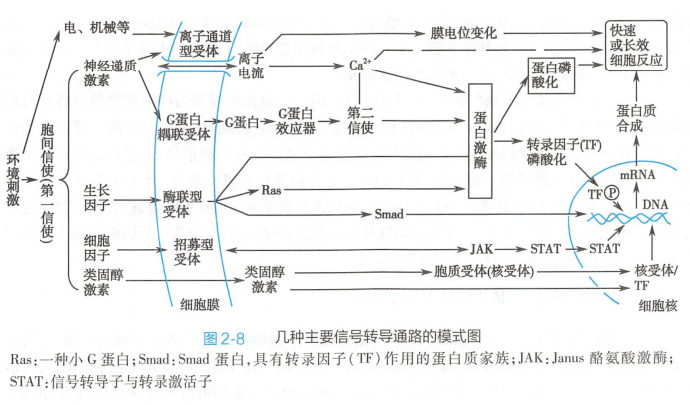 电、机械等
离子通道
型受体
膜电位变化
快速
或长效
细胞反应
神经递质
激素
离子
电流
Ca²⁺
蛋白磷
酸化
G蛋白
耦联受体
G蛋白
G蛋白
效应器
第二
信使
蛋白激酶
蛋白质
合成
环境刺激
胞间信使(第一信使)
转录因子(TF)
磷酸化
mRNA
生长
因子
酶联型
受体
Ras
TF P
DNA
Smad
细胞
因子
招募型
受体
JAK
STAT
STAT
类固醇
激素
类固醇
激素
胞质受体(核受体)
核受体/
TF
细胞膜
细胞核
图2-8 几种主要信号转导通路的模式图
Ras:一种小 G 蛋白;Smad:Smad 蛋白,具有转录因子(TF)作用的蛋白质家族;JAK:Janus 酪氨酸激酶;
STAT:信号转导子与转录激活子